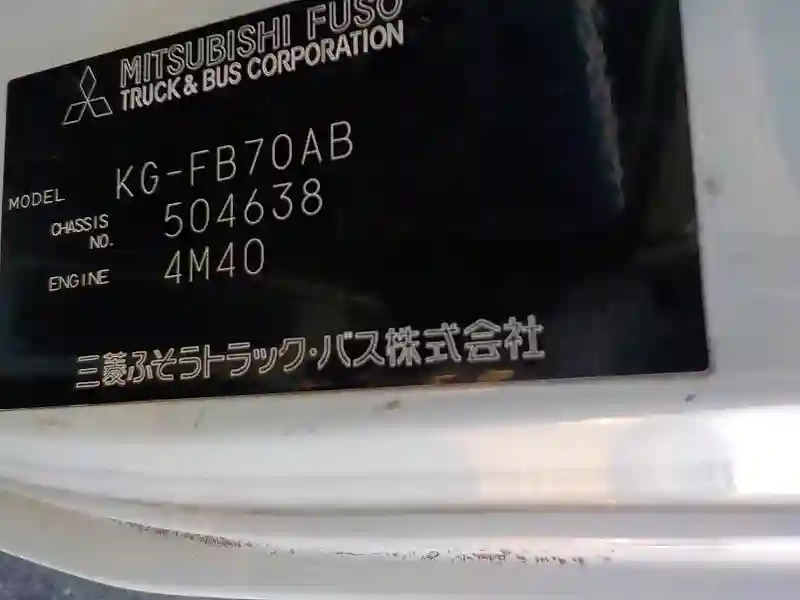 MITSUBISHI FUSO
TRUCK & BUS CORPORATION
MODEL KG-FB70AB
CHASSIS NO. 504638
ENGINE 4M40
三菱ふそうトラック・バス株式会社